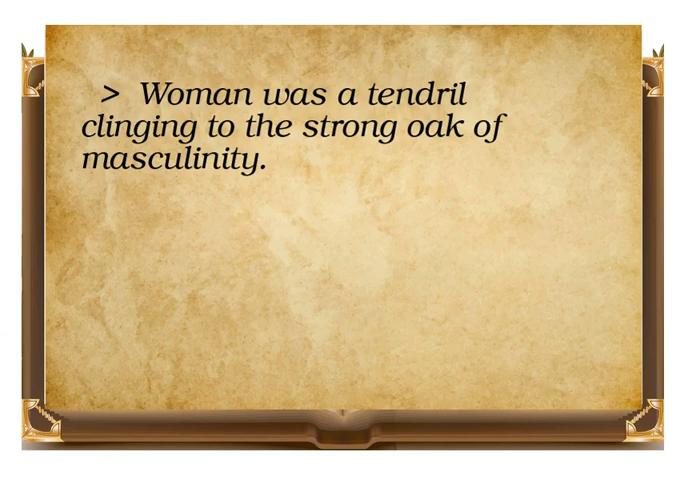 > Woman was a tendril
clinging to the strong oak of
masculinity.